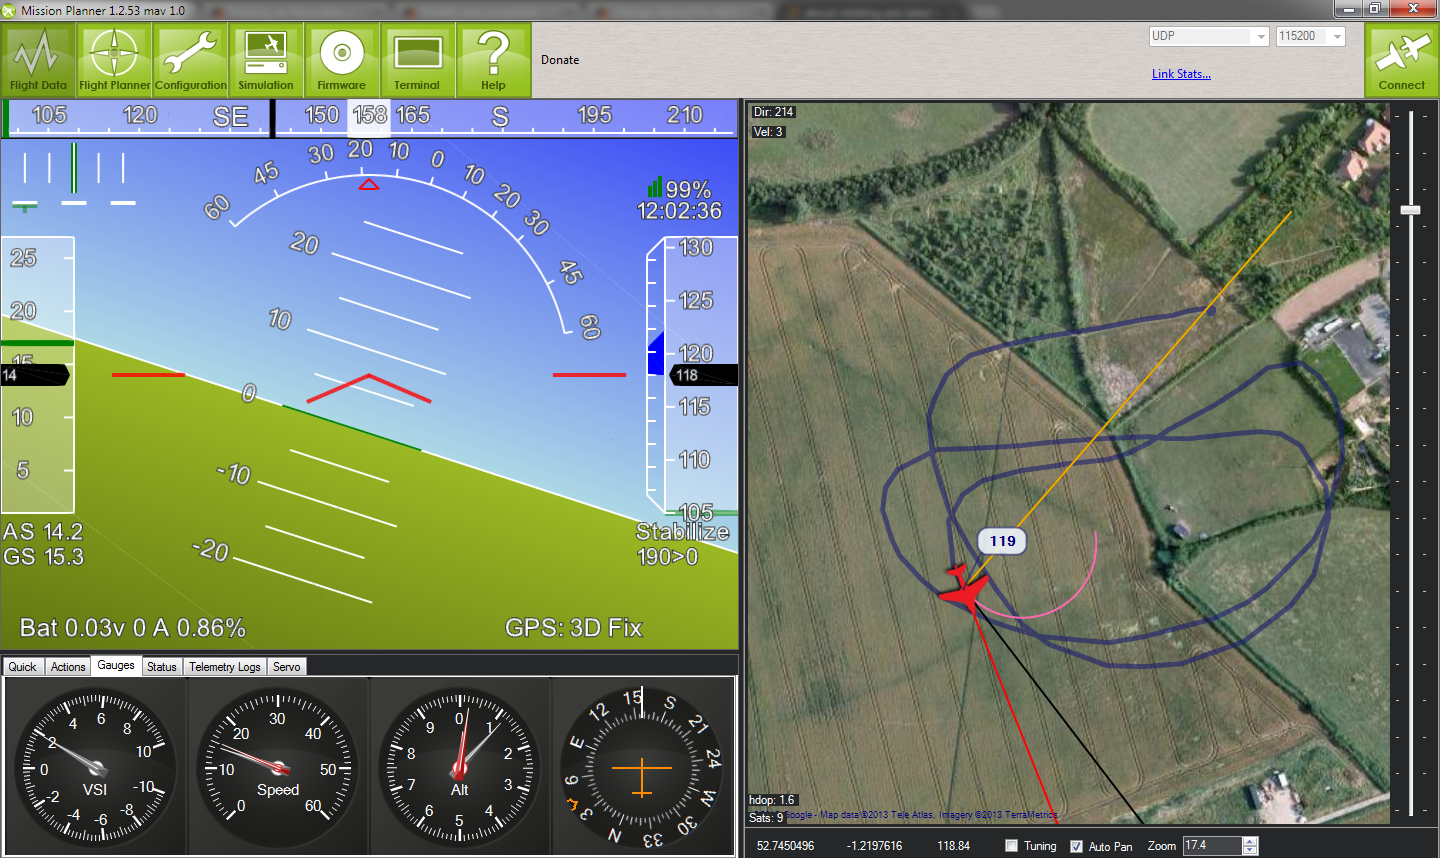 Mission Planner 1.2.53 mav 1.0
Flight Data Flight Planner Configuration Simulation Firmware Terminal Help
Donate
UDP 115200
Link Stats...
Connect
105 120 SE 150 158 165 S 195 210
Dir: 214
Vel: 3
60 45 30 20 10 0 10 20 30 45 60
99%
12:02:36
25
20
15
14
10
5
20
10
0
-10
-20
130
125
120
118
115
110
105
AS 14.2
GS 15.3
Stabilize
190>0
Bat 0.03v 0 A 0.86%
GPS: 3D Fix
119
Quick Actions Gauges Status Telemetry Logs Servo
-8 -6 -4 -2 0 2 4 6 8 10 -10
VSI
0 10 20 30 40 50 60
Speed
0 1 2 3 4 5 6 7 8 9
Alt
N 3 6 E 12 15 S 21 24 W 30 33
hdop: 1.6
Sats: 9
Google - Map data ©2013 Tele Atlas, Imagery ©2013 TerraMetrics
52.7450496 -1.2197616 118.84 Tuning Auto Pan Zoom 17.4